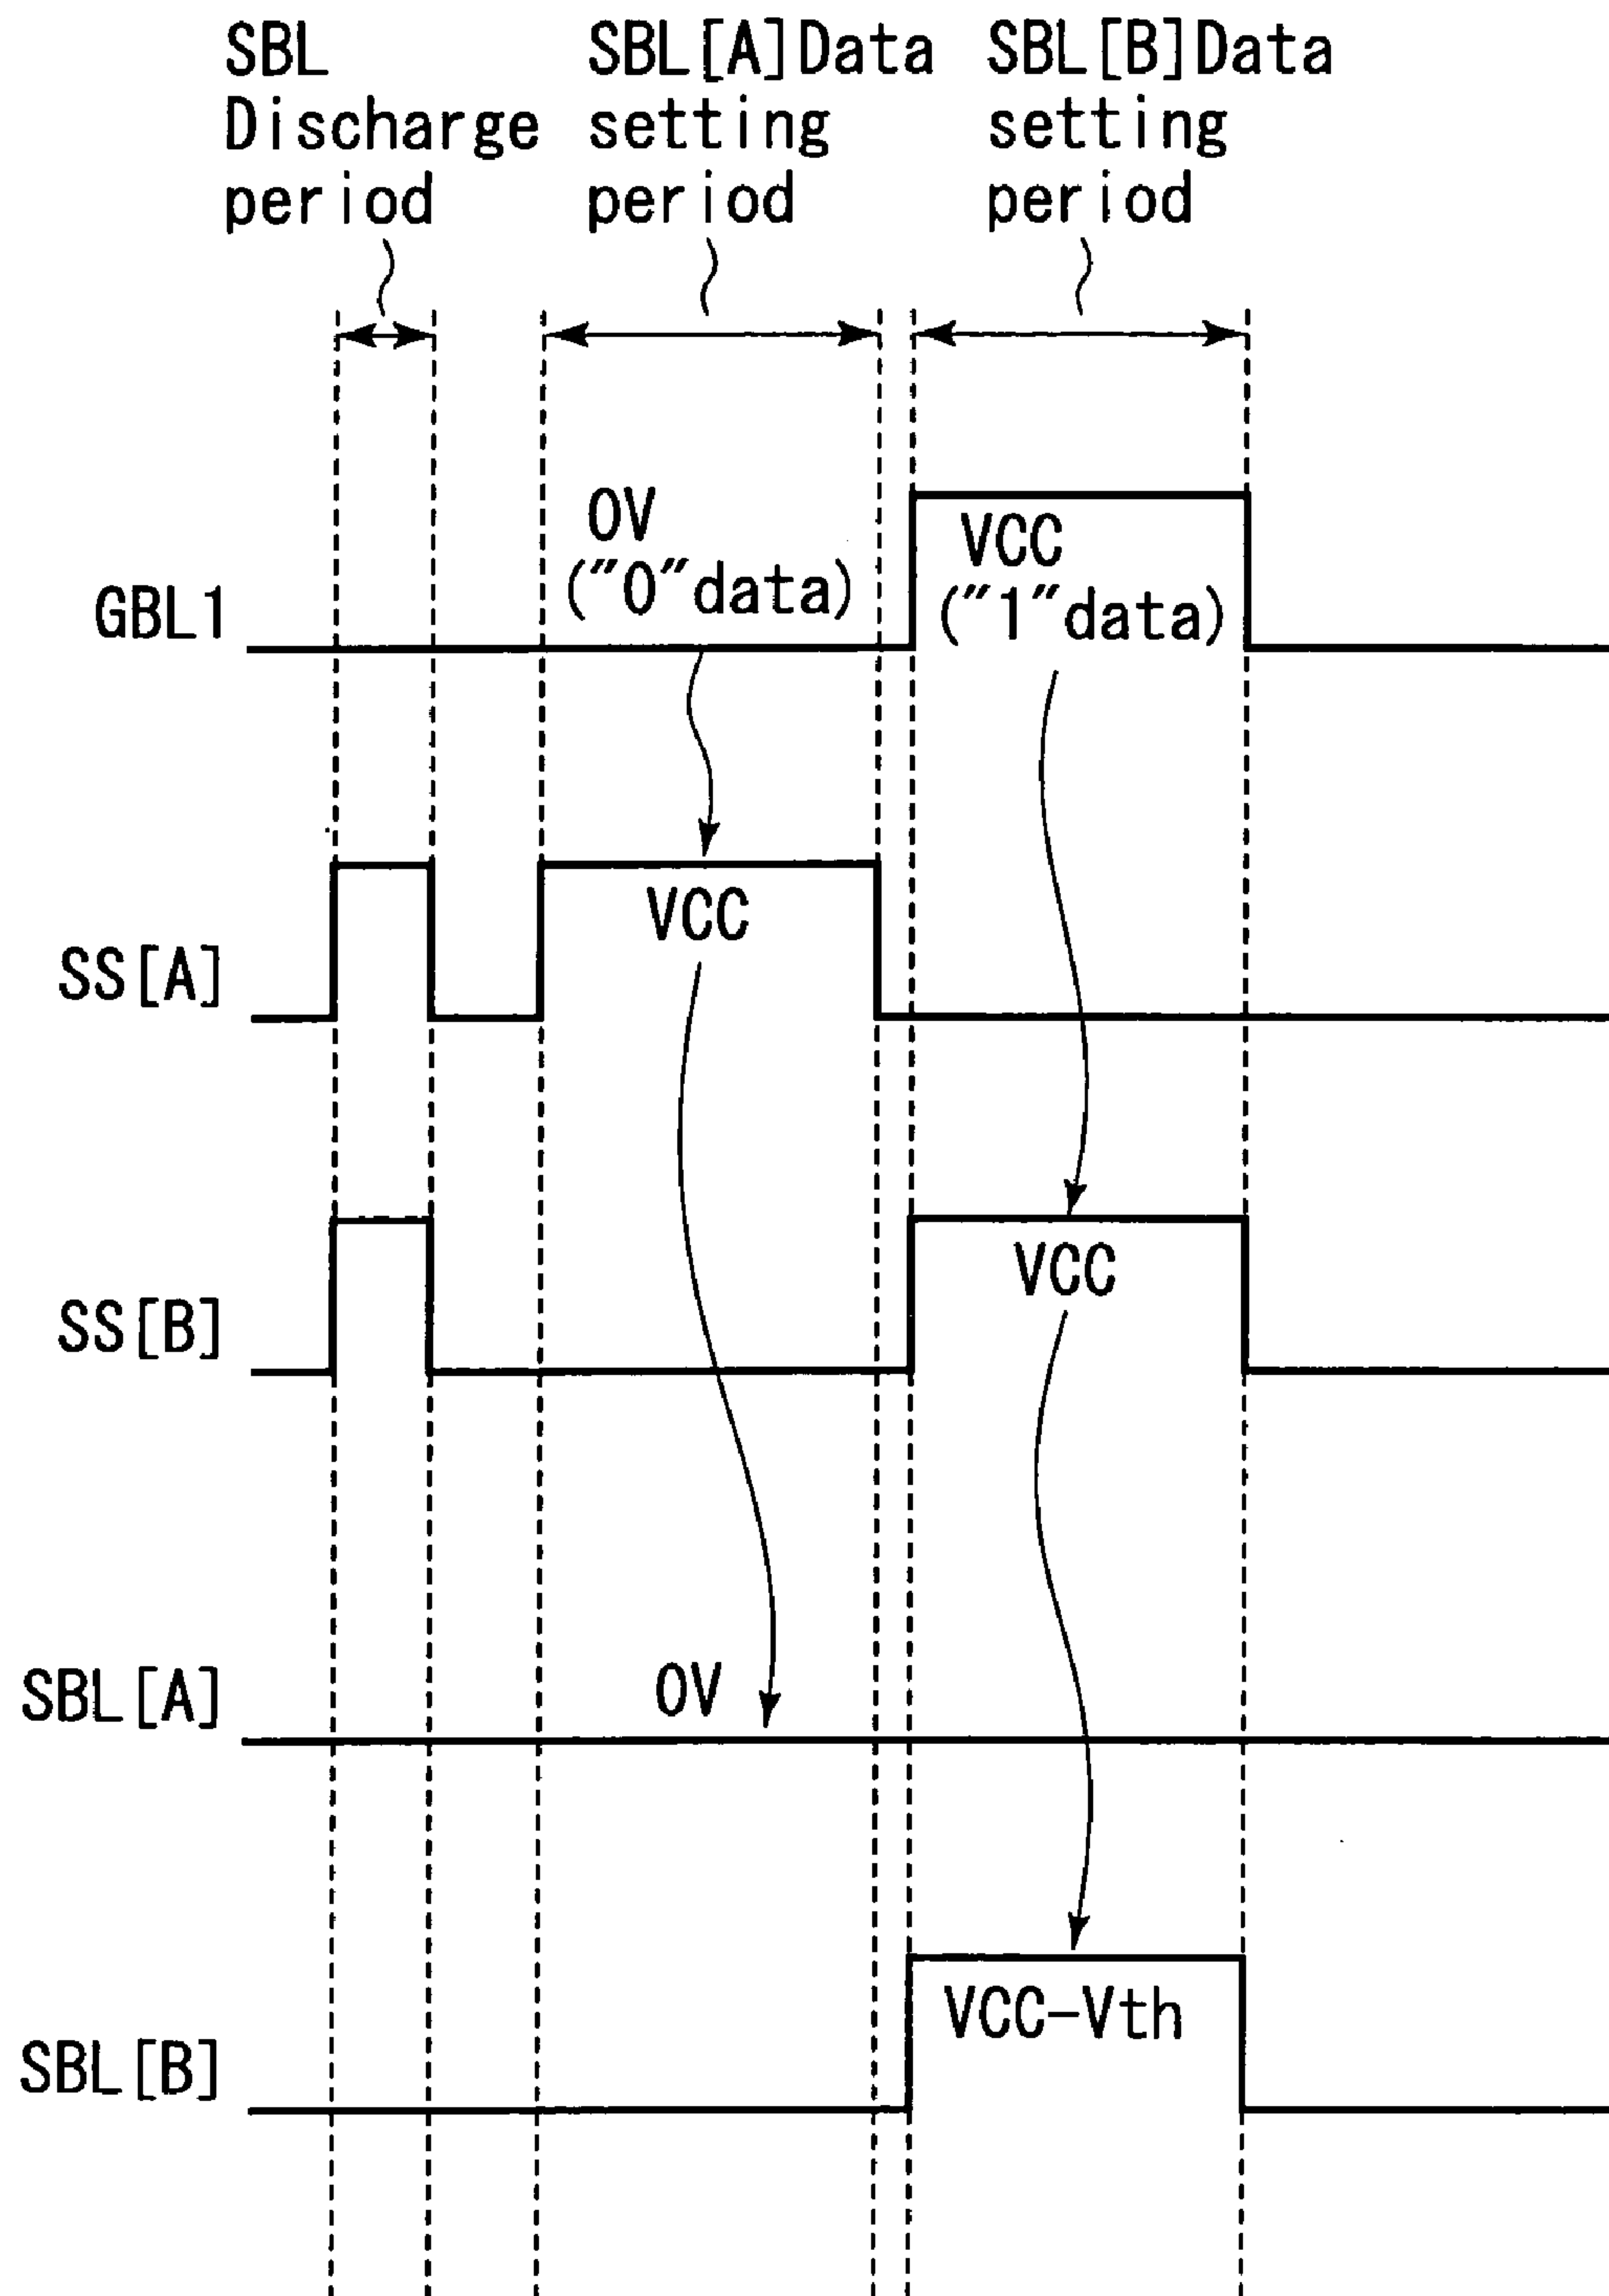 SBL
Discharge
period
SBL[A]Data
setting
period
SBL[B]Data
setting
period
0V
("0"data)
VCC
("1"data)
GBL1
VCC
SS[A]
VCC
SS[B]
0V
SBL[A]
VCC-Vth
SBL[B]